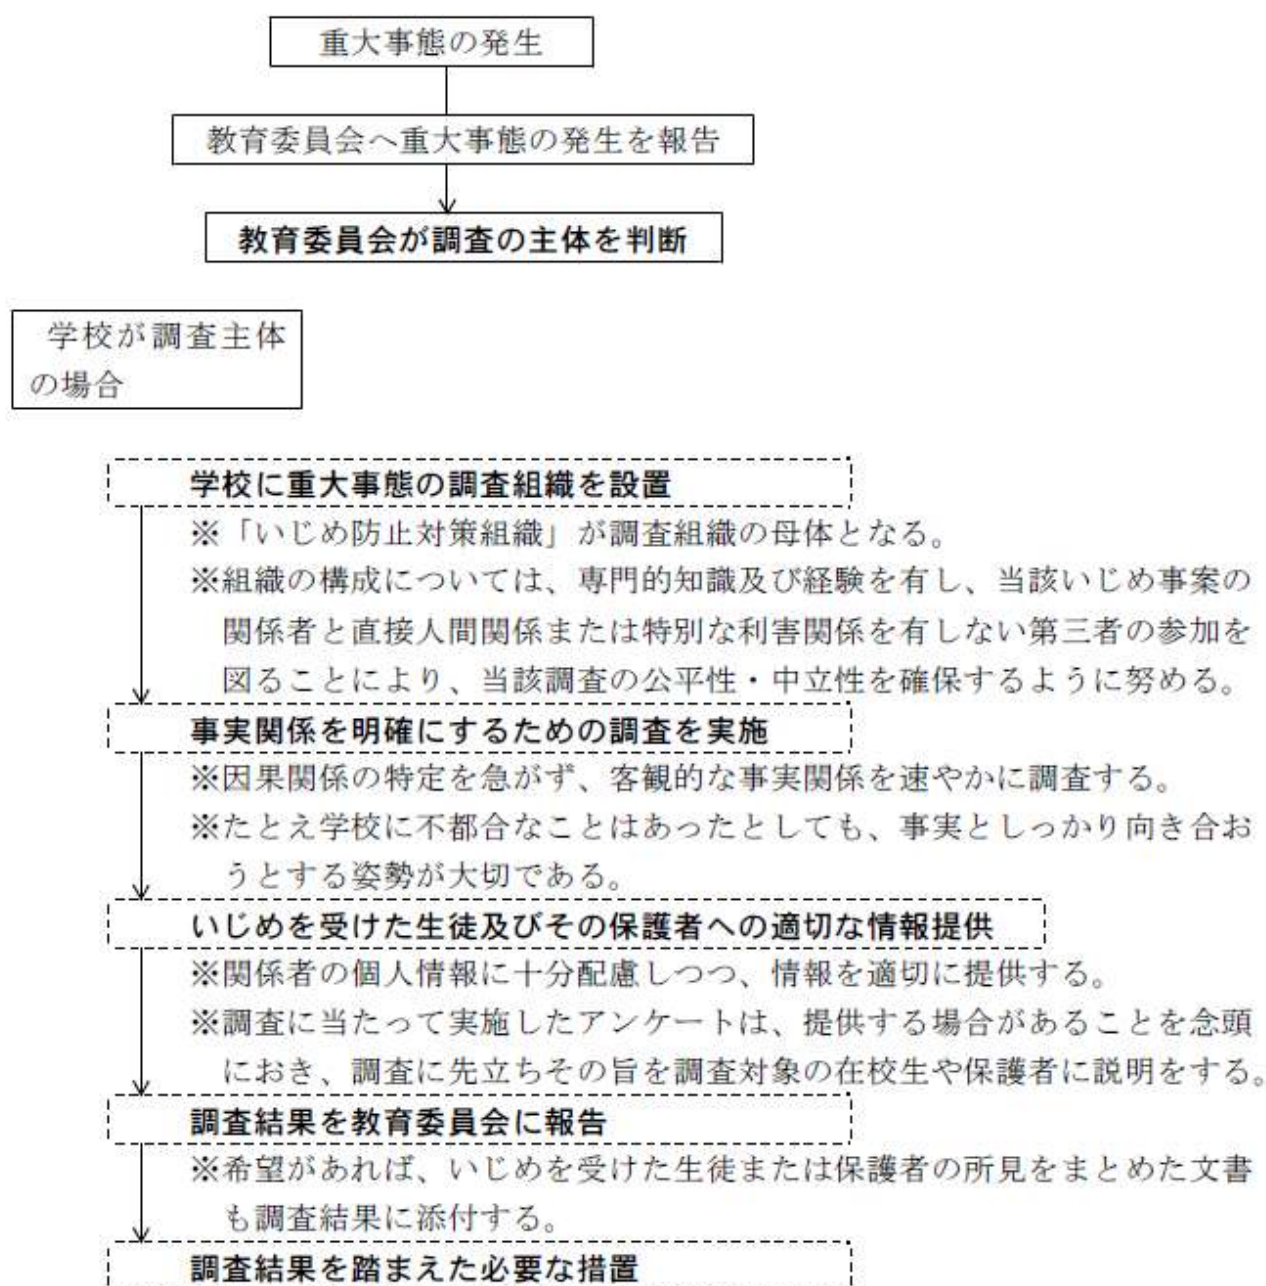 重大事態の発生
教育委員会へ重大事態の発生を報告
教育委員会が調査の主体を判断
学校が調査主体
の場合
学校に重大事態の調査組織を設置
※「いじめ防止対策組織」が調査組織の母体となる。
※組織の構成については、専門的知識及び経験を有し、当該いじめ事案の
関係者と直接人間関係または特別な利害関係を有しない第三者の参加を
図ることにより、当該調査の公平性・中立性を確保するように努める。
事実関係を明確にするための調査を実施
※因果関係の特定を急がず、客観的な事実関係を速やかに調査する。
※たとえ学校に不都合なことはあったとしても、事実としっかり向き合お
うとする姿勢が大切である。
いじめを受けた生徒及びその保護者への適切な情報提供
※関係者の個人情報に十分配慮しつつ、情報を適切に提供する。
※調査に当たって実施したアンケートは、提供する場合があることを念頭
におき、調査に先立ちその旨を調査対象の在校生や保護者に説明をする。
調査結果を教育委員会に報告
※希望があれば、いじめを受けた生徒または保護者の所見をまとめた文書
も調査結果に添付する。
調査結果を踏まえた必要な措置